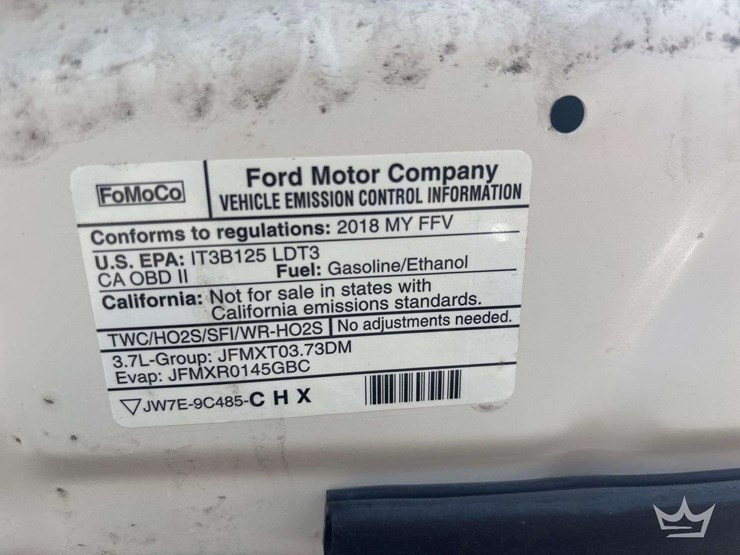 FoMoCo
Ford Motor Company
VEHICLE EMISSION CONTROL INFORMATION
Conforms to regulations: 2018 MY FFV
U.S. EPA: IT3B125 LDT3
CA OBD II Fuel: Gasoline/Ethanol
California: Not for sale in states with
California emissions standards.
TWC/HO2S/SFI/WR-HO2S No adjustments needed.
3.7L-Group: JFMXT03.73DM
Evap: JFMXR0145GBC
JW7E-9C485-C H X